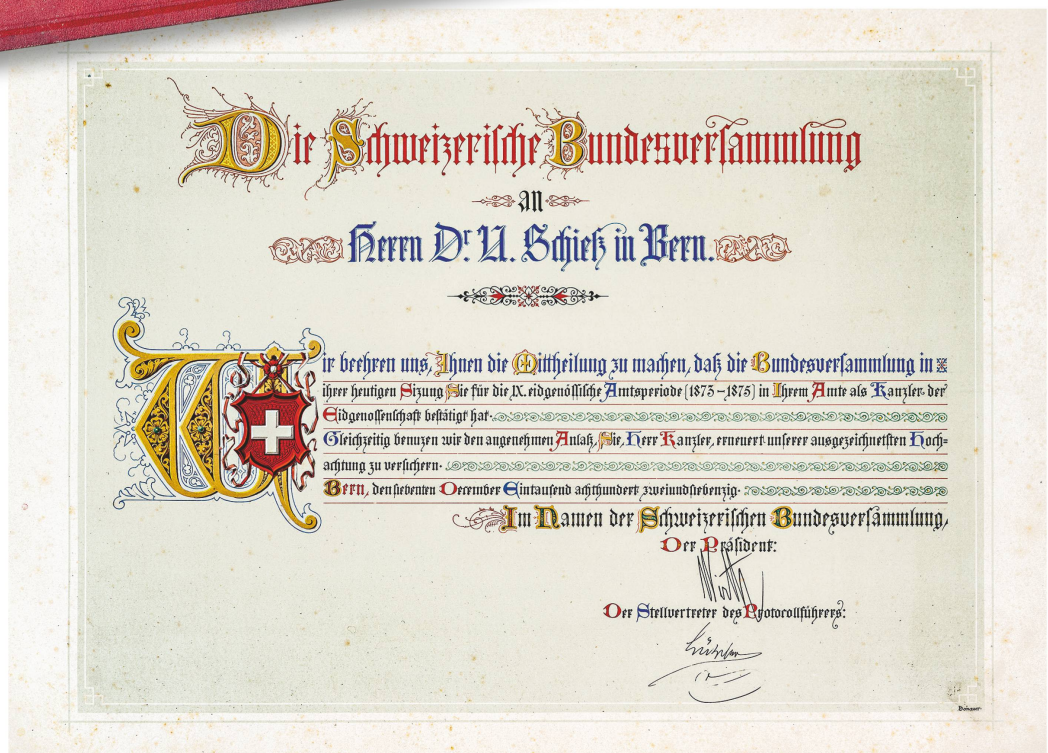 Die Schweizerische Bundesversammlung
an
Herrn Dr. U. Schieß in Bern.
Wir beehren uns, Ihnen die Mittheilung zu machen, daß die Bundesversammlung in
ihrer heutigen Sizung Sie für die IX. eidgenössische Amtsperiode (1873–1875) in Ihrem Amte als Kanzler der
Eidgenossenschaft bestätigt hat.
Gleichzeitig benuzen wir den angenehmen Anlaß, Sie, Herr Kanzler, erneuert unserer ausgezeichnetsten Hoch=
achtung zu versichern.
Bern, den siebenten December Eintausend achthundert zweiundsiebenzig.
Im Namen der Schweizerischen Bundesversammlung,
Der Präsident:
Wirth
Der Stellvertreter des Protocollführers: